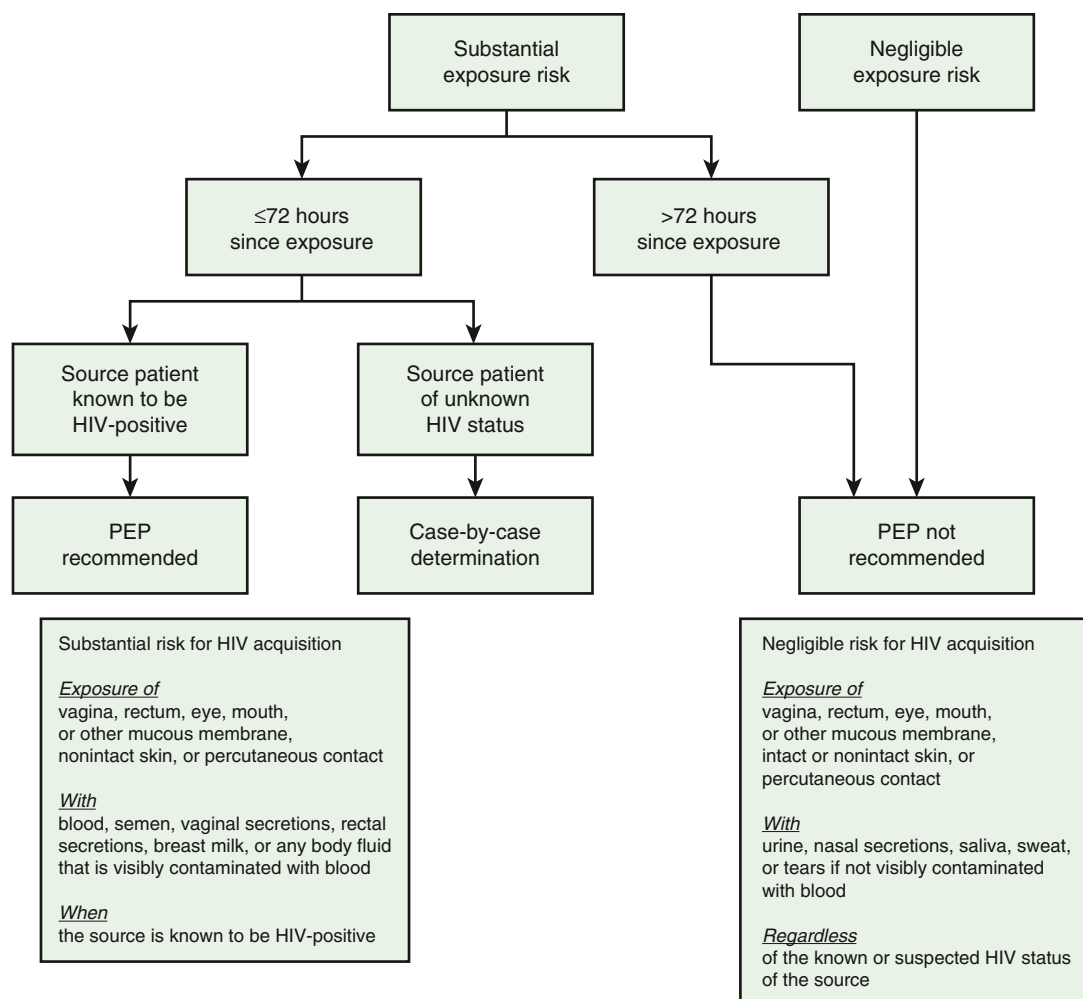 Substantial
exposure risk
Negligible
exposure risk
≤72 hours
since exposure
>72 hours
since exposure
Source patient
known to be
HIV-positive
Source patient
of unknown
HIV status
PEP
recommended
Case-by-case
determination
PEP not
recommended
Substantial risk for HIV acquisition
Exposure of
vagina, rectum, eye, mouth,
or other mucous membrane,
nonintact skin, or percutaneous contact
With
blood, semen, vaginal secretions, rectal
secretions, breast milk, or any body fluid
that is visibly contaminated with blood
When
the source is known to be HIV-positive
Negligible risk for HIV acquisition
Exposure of
vagina, rectum, eye, mouth,
or other mucous membrane,
intact or nonintact skin, or
percutaneous contact
With
urine, nasal secretions, saliva, sweat,
or tears if not visibly contaminated
with blood
Regardless
of the known or suspected HIV status
of the source